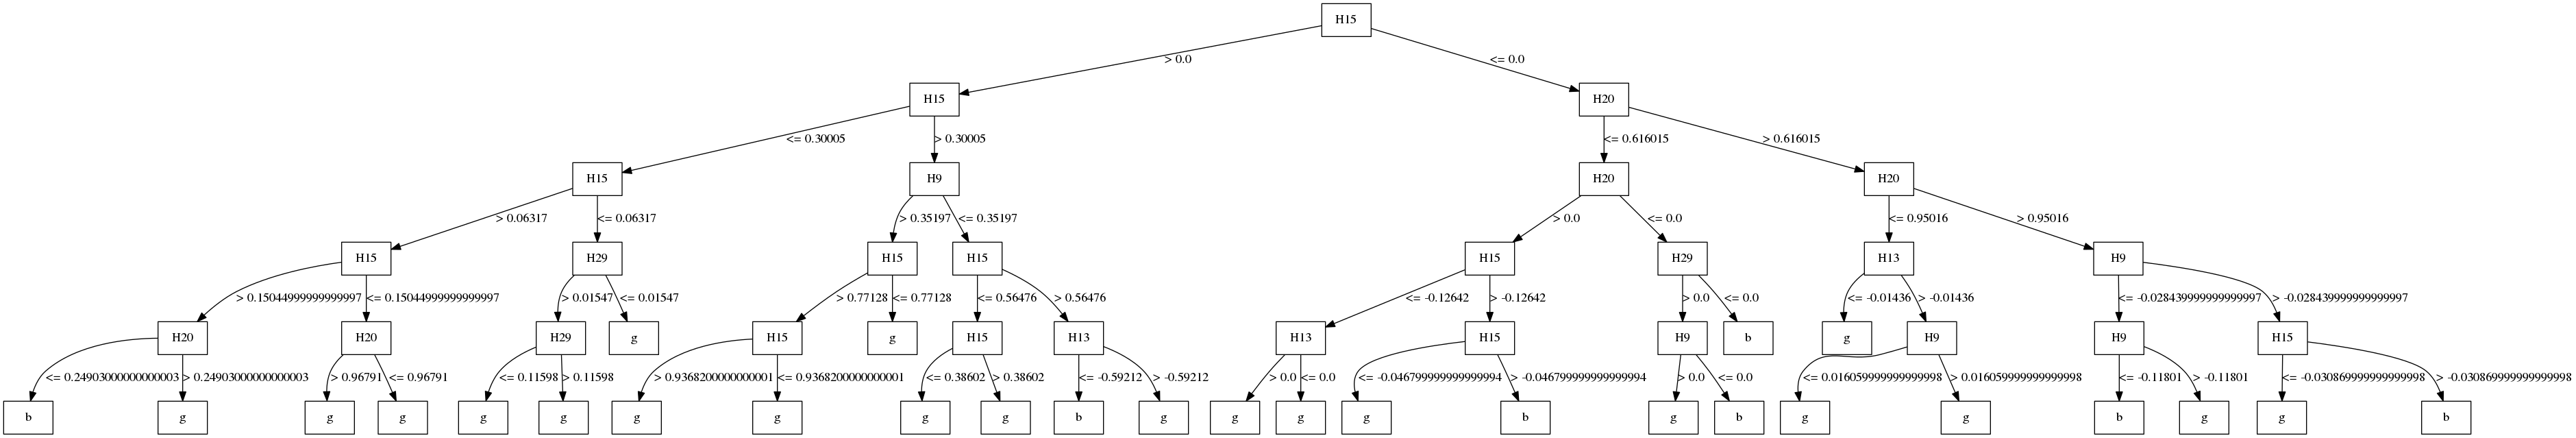 H15
> 0.0 <= 0.0
H15 H20
<= 0.30005 > 0.30005 <= 0.616015 > 0.616015
H15 H9 H20 H20
> 0.06317 <= 0.06317 > 0.35197 <= 0.35197 > 0.0 <= 0.0 <= 0.95016 > 0.95016
H15 H29 H15 H15 H15 H29 H13 H9
> 0.15044999999999997 <= 0.15044999999999997 > 0.01547 <= 0.01547 > 0.77128 <= 0.77128 <= 0.56476 > 0.56476 <= -0.12642 > -0.12642 > 0.0 <= 0.0 <= -0.01436 > -0.01436 <= -0.028439999999999997 > -0.028439999999999997
H20 H20 H29 g H15 g H15 H13 H13 H15 H9 b g H9 H9 H15
<= 0.24903000000000003 > 0.24903000000000003 > 0.96791 <= 0.96791 <= 0.11598 > 0.11598 > 0.9368200000000001 <= 0.9368200000000001 <= 0.38602 > 0.38602 <= -0.59212 > -0.59212 > 0.0 <= 0.0 <= -0.046799999999999994 > -0.046799999999999994 > 0.0 <= 0.0 <= 0.016059999999999998 > 0.016059999999999998 <= -0.11801 > -0.11801 <= -0.030869999999999998 > -0.030869999999999998
b g g g g g g g g g b g g g g b g b g g b g g b